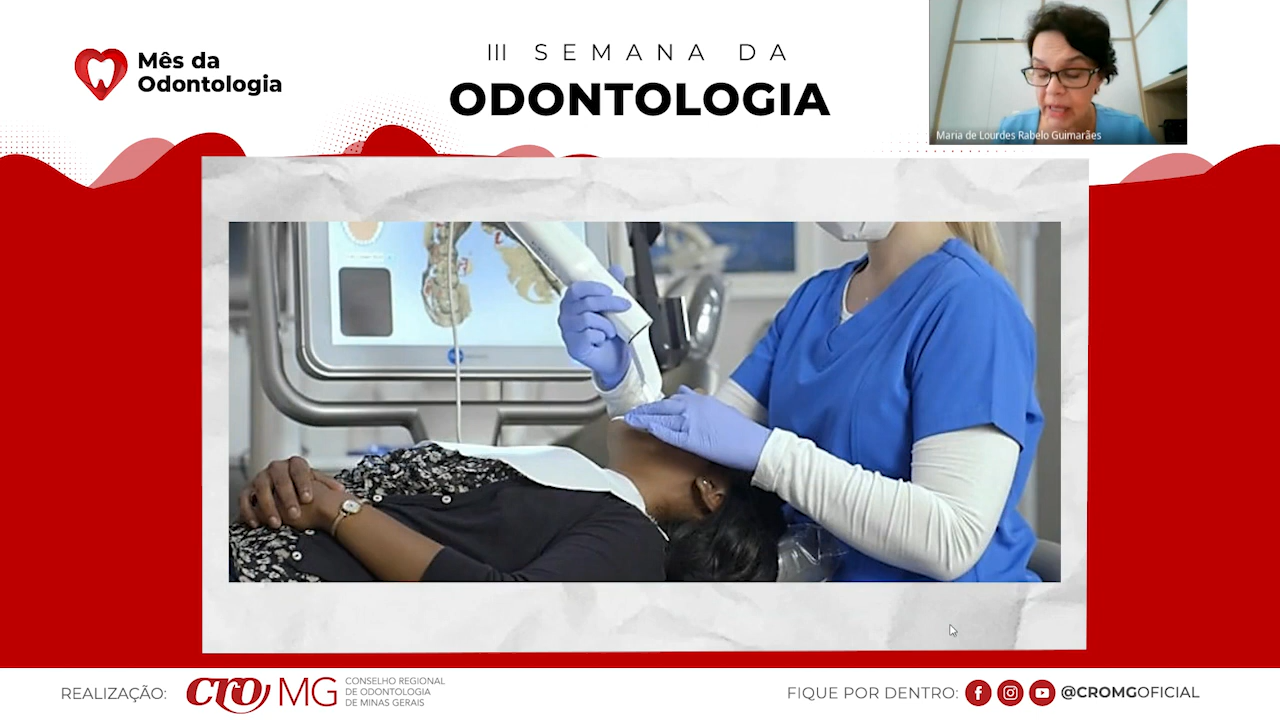 Mês da
Odontologia
III SEMANA DA
ODONTOLOGIA
Maria de Lourdes Rabelo Guimarães
REALIZAÇÃO:
cro MG
CONSELHO REGIONAL
DE ODONTOLOGIA
DE MINAS GERAIS
FIQUE POR DENTRO:
@CROMGOFICIAL